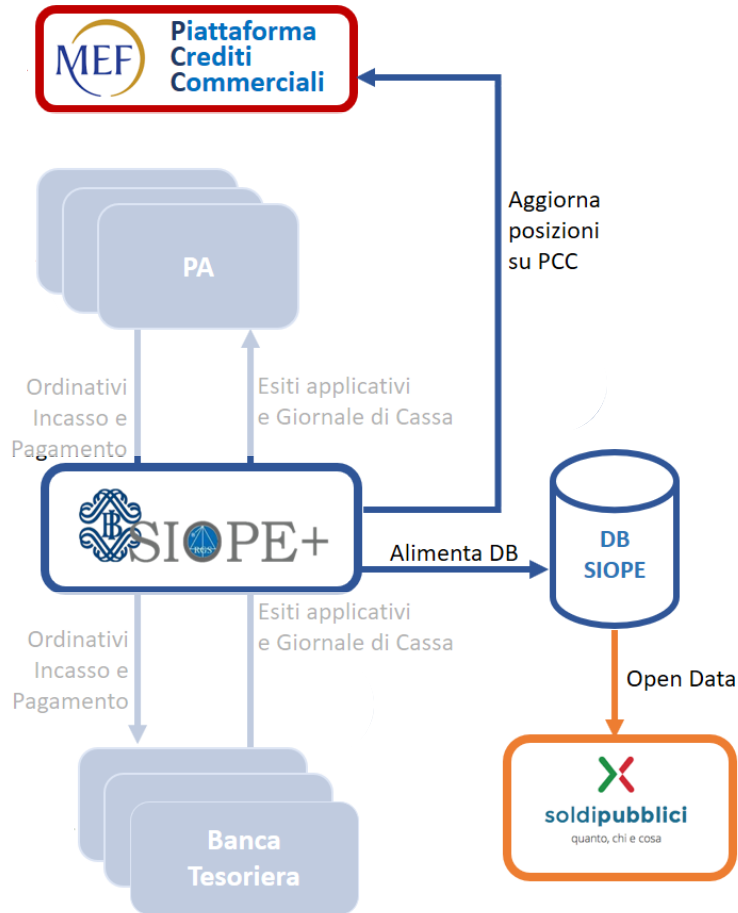 MEF
Piattaforma
Crediti
Commerciali
Aggiorna
posizioni
su PCC
PA
Ordinativi
Incasso e
Pagamento
Esiti applicativi
e Giornale di Cassa
SIOPE+
RGS
Alimenta DB
DB
SIOPE
Ordinativi
Incasso e
Pagamento
Esiti applicativi
e Giornale di Cassa
Open Data
soldipubblici
quanto, chi e cosa
Banca
Tesoriera